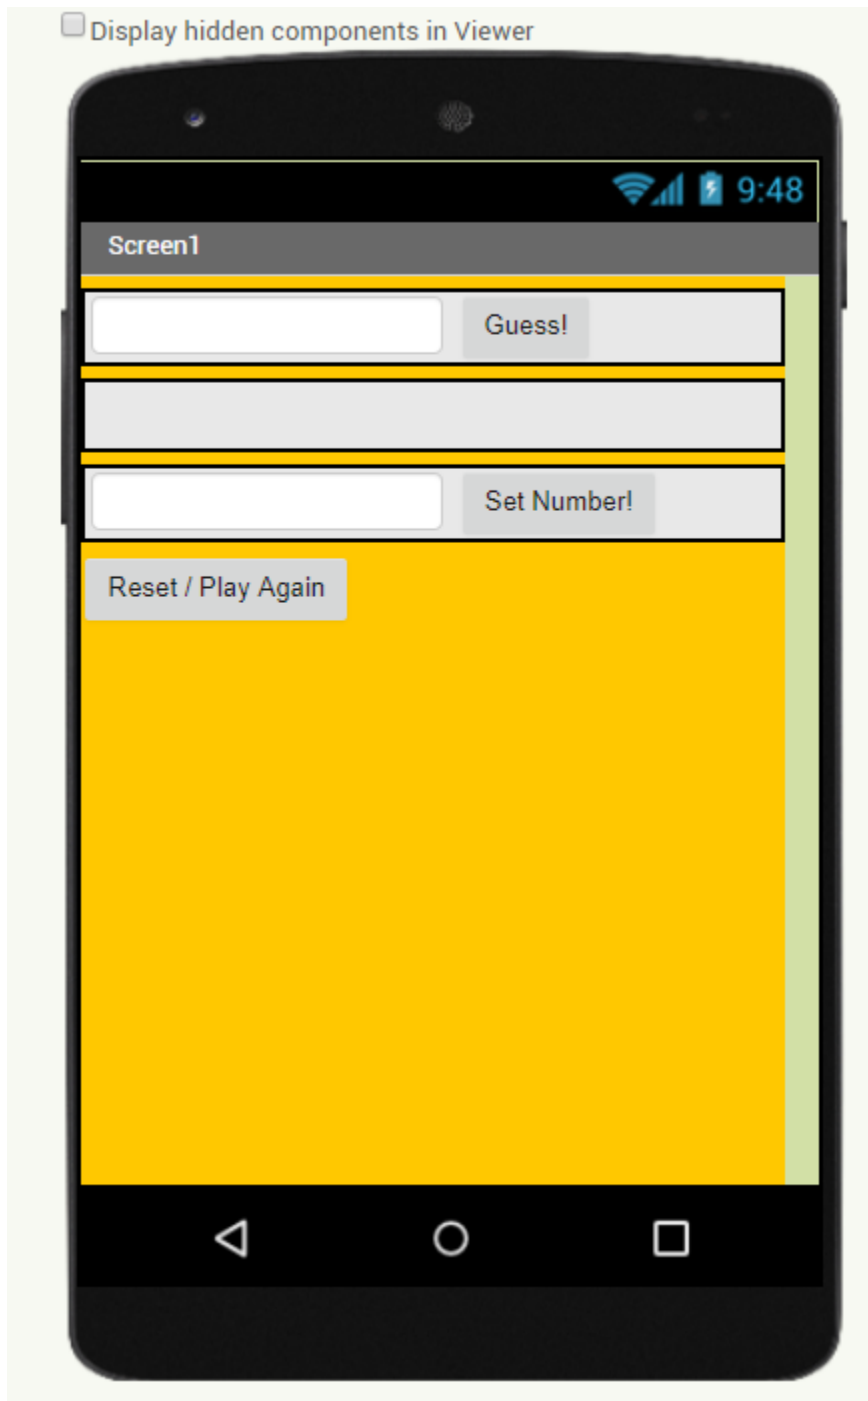 Display hidden components in Viewer
9:48
Screen1
Guess!
Set Number!
Reset / Play Again